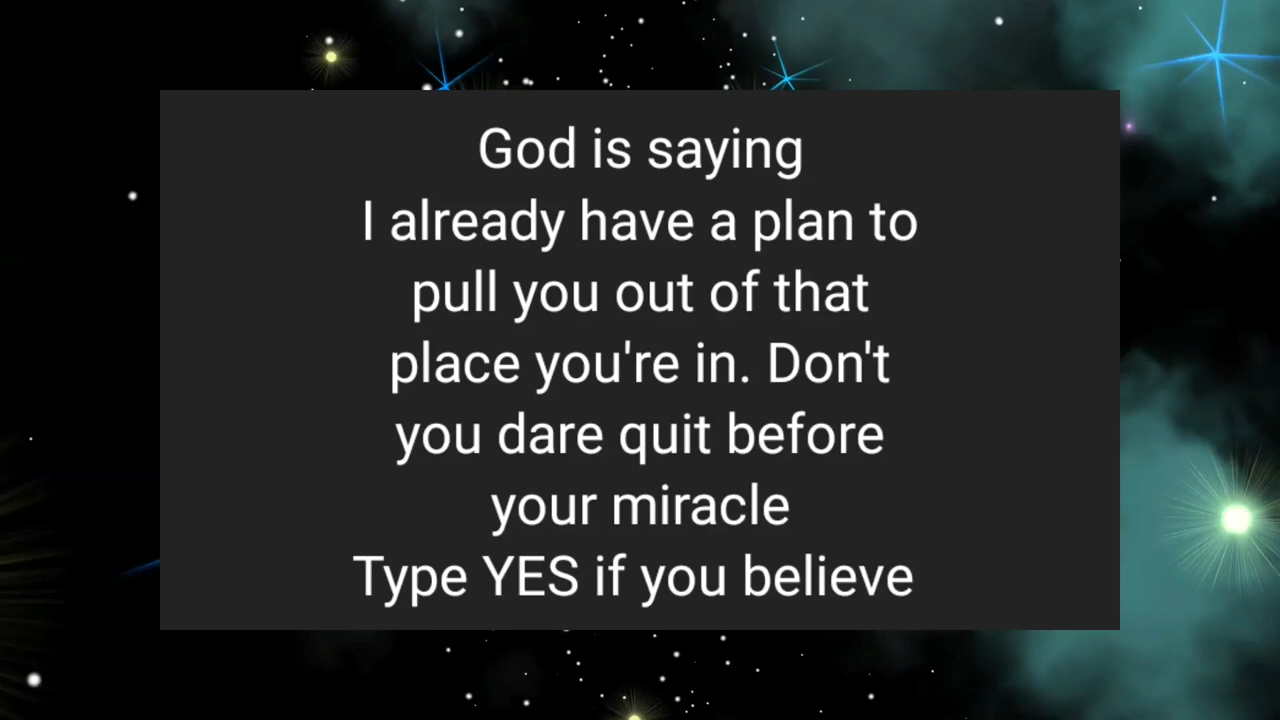 God is saying
I already have a plan to
pull you out of that
place you're in. Don't
you dare quit before
your miracle
Type YES if you believe